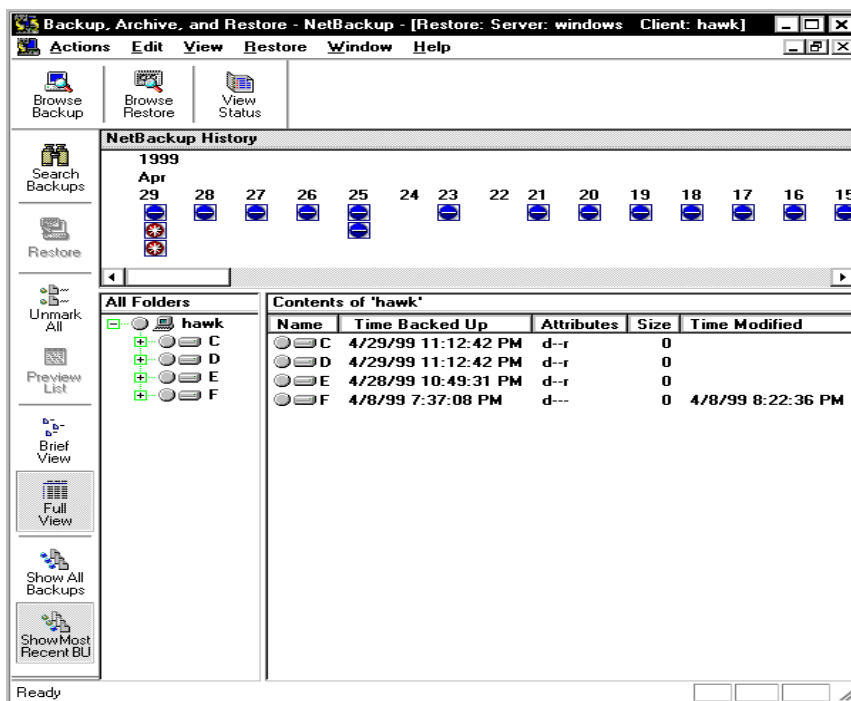 Backup, Archive, and Restore - NetBackup - [Restore: Server: windows Client: hawk]
Actions Edit View Restore Window Help
Browse Backup
Browse Restore
View Status
Search Backups
Restore
Unmark All
Preview List
Brief View
Full View
Show All Backups
Show Most Recent BU
NetBackup History
1999
Apr
29 28 27 26 25 24 23 22 21 20 19 18 17 16 15
All Folders
hawk
C
D
E
F
Contents of 'hawk'
Name Time Backed Up Attributes Size Time Modified
C 4/29/99 11:12:42 PM d--r 0
D 4/29/99 11:12:42 PM d--r 0
E 4/28/99 10:49:31 PM d--r 0
F 4/8/99 7:37:08 PM d--- 0 4/8/99 8:22:36 PM
Ready